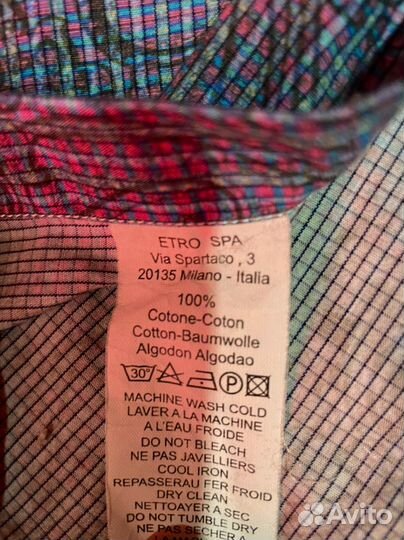 ETRO SPA
Via Spartaco , 3
20135 Milano - Italia
100%
Cotone-Coton
Cotton-Baumwolle
Algodon Algodao
30° P
MACHINE WASH COLD
LAVER A LA MACHINE
A L'EAU FROIDE
DO NOT BLEACH
NE PAS JAVELLIERS
COOL IRON
REPASSERAU FER FROID
DRY CLEAN
NETTOYER A SEC
DO NOT TUMBLE DRY
NE PAS SECHER A
Avito